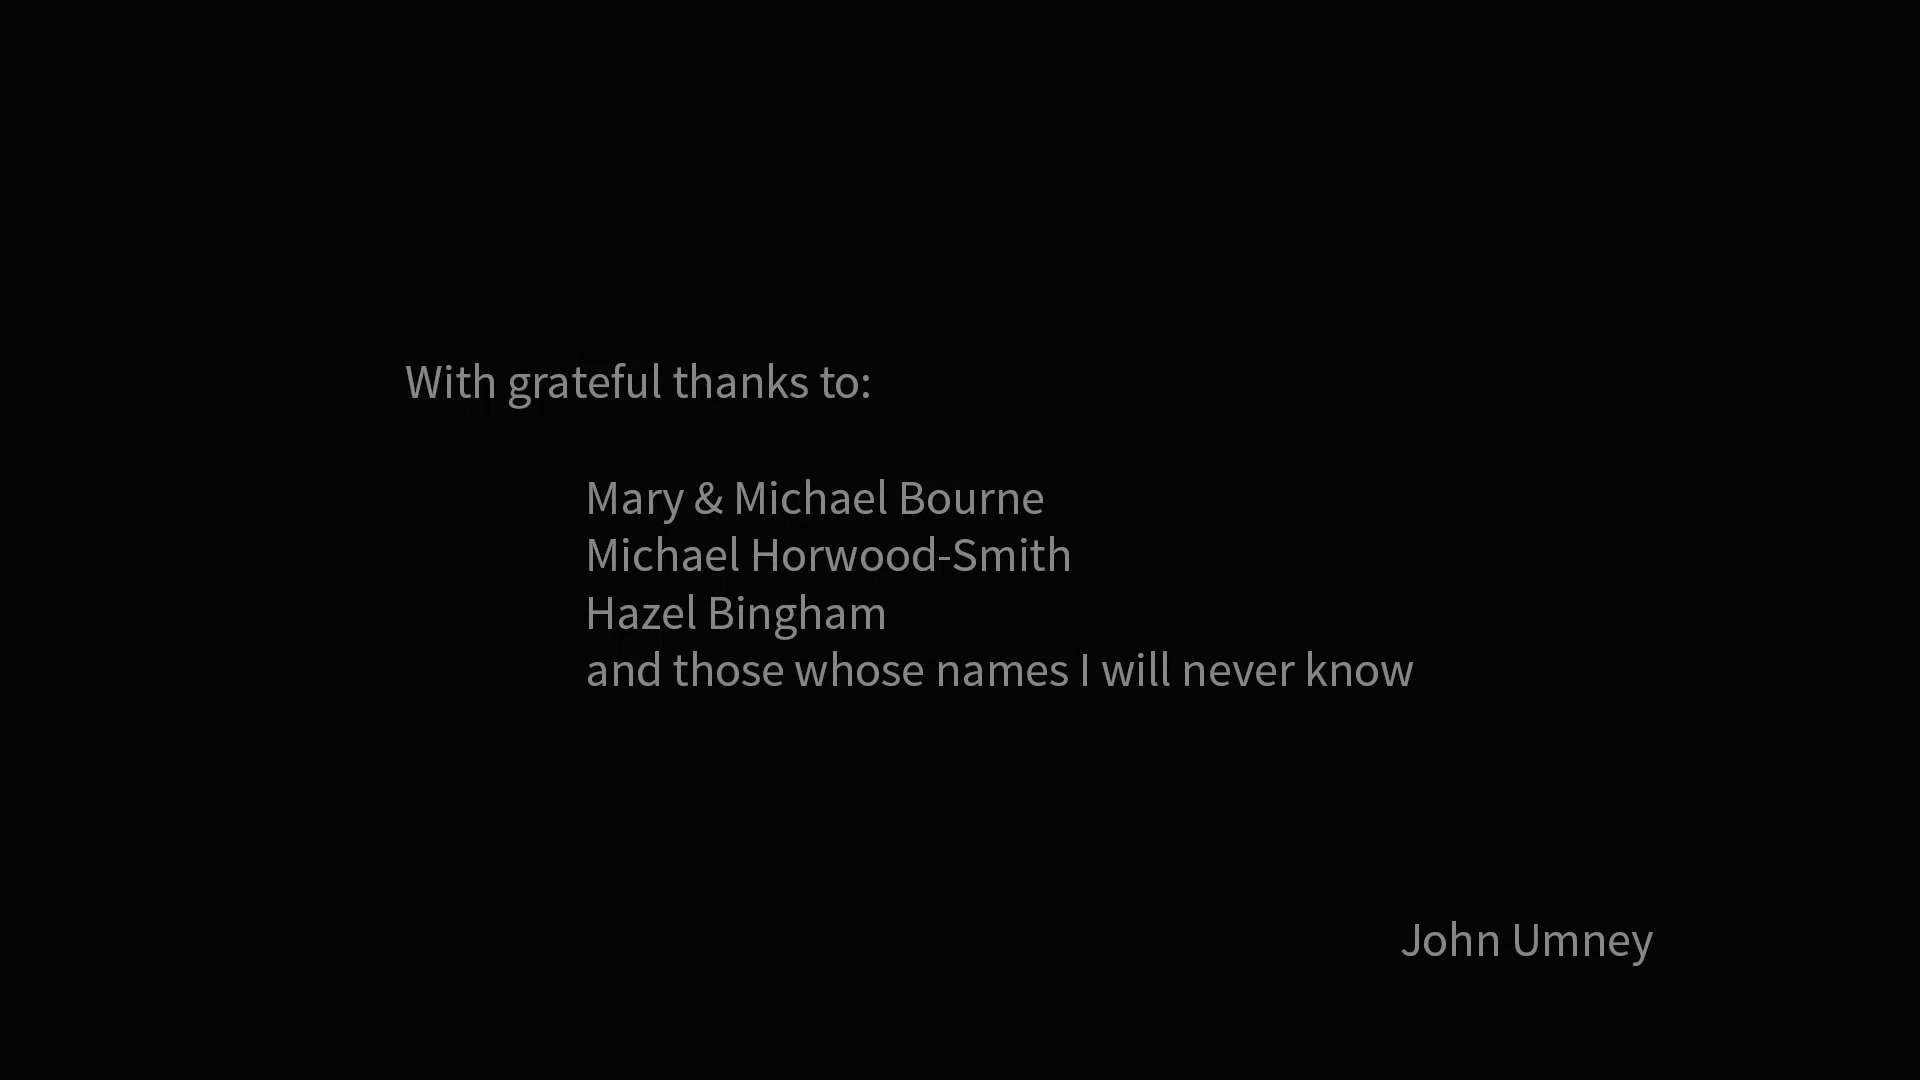 With grateful thanks to:
Mary & Michael Bourne
Michael Horwood-Smith
Hazel Bingham
and those whose names I will never know
John Umney